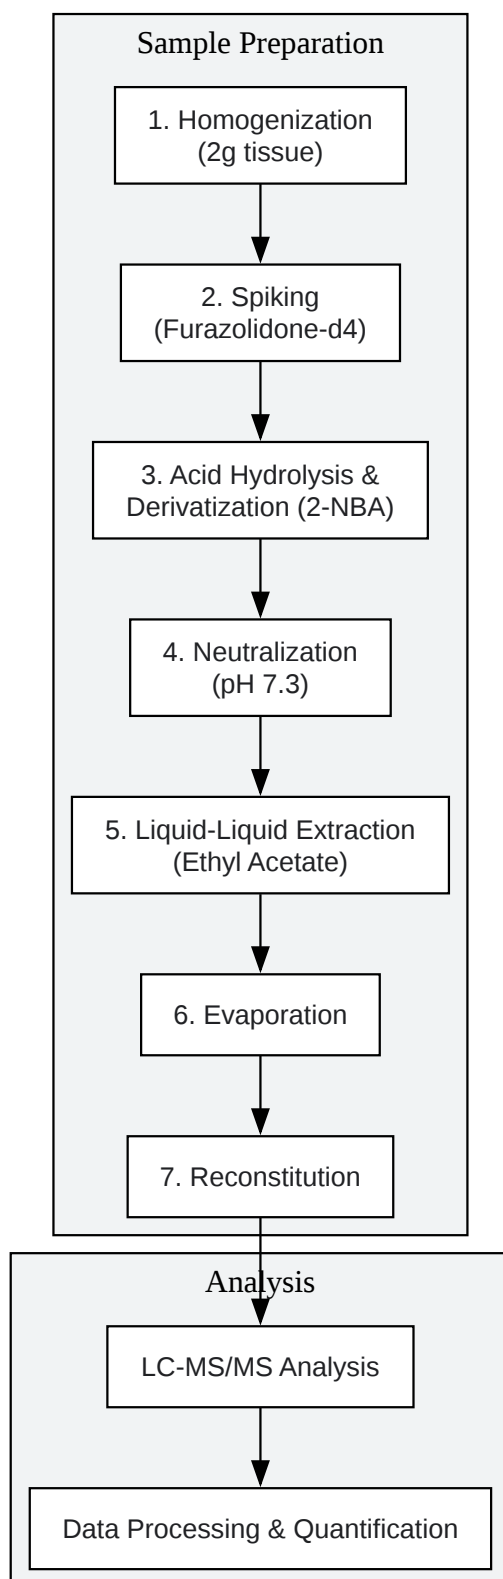 Sample Preparation
1. Homogenization
(2g tissue)
2. Spiking
(Furazolidone-d4)
3. Acid Hydrolysis &
Derivatization (2-NBA)
4. Neutralization
(pH 7.3)
5. Liquid-Liquid Extraction
(Ethyl Acetate)
6. Evaporation
7. Reconstitution
Analysis
LC-MS/MS Analysis
Data Processing & Quantification